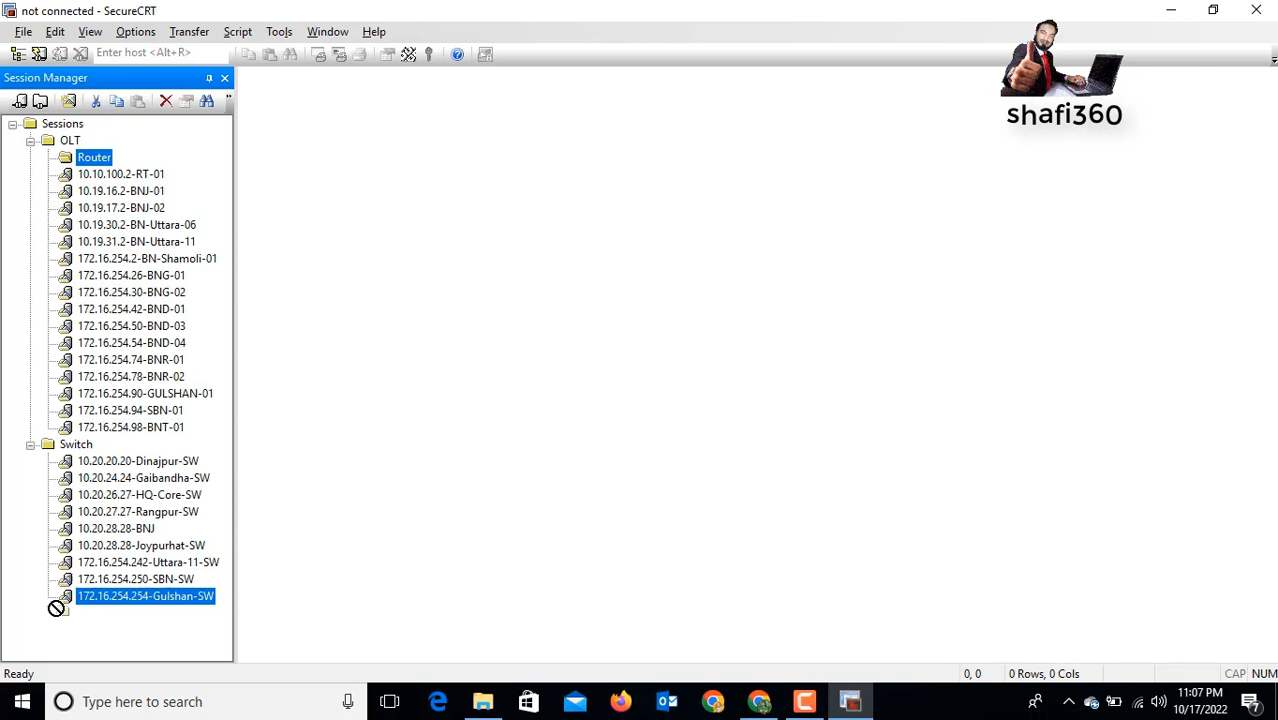 not connected - SecureCRT
File Edit View Options Transfer Script Tools Window Help
Enter host <Alt+R>
shafi360
Session Manager
Sessions
OLT
Router
10.10.100.2-RT-01
10.19.16.2-BNJ-01
10.19.17.2-BNJ-02
10.19.30.2-BN-Uttara-06
10.19.31.2-BN-Uttara-11
172.16.254.2-BN-Shamoli-01
172.16.254.26-BNG-01
172.16.254.30-BNG-02
172.16.254.42-BND-01
172.16.254.50-BND-03
172.16.254.54-BND-04
172.16.254.74-BNR-01
172.16.254.78-BNR-02
172.16.254.90-GULSHAN-01
172.16.254.94-SBN-01
172.16.254.98-BNT-01
Switch
10.20.20.20-Dinajpur-SW
10.20.24.24-Gaibandha-SW
10.20.26.27-HQ-Core-SW
10.20.27.27-Rangpur-SW
10.20.28.28-BNJ
10.20.28.28-Joypurhat-SW
172.16.254.242-Uttara-11-SW
172.16.254.250-SBN-SW
172.16.254.254-Gulshan-SW
Ready 0, 0 0 Rows, 0 Cols CAP NUM
Type here to search
11:07 PM
10/17/2022
7